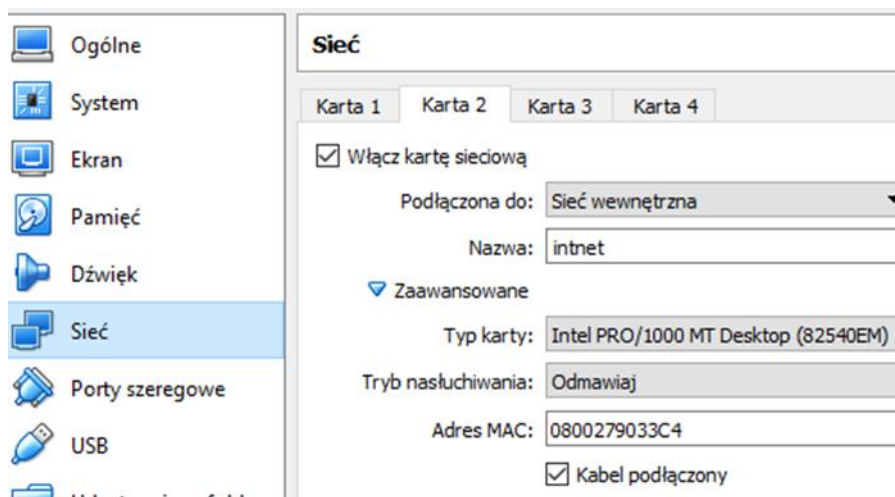 Ogólne
System
Ekran
Pamięć
Dźwięk
Sieć
Porty szeregowe
USB
Sieć
Karta 1 Karta 2 Karta 3 Karta 4
Włącz kartę sieciową
Podłączona do: Sieć wewnętrzna
Nazwa: intnet
Zaawansowane
Typ karty: Intel PRO/1000 MT Desktop (82540EM)
Tryb nasłuchiwania: Odmawiaj
Adres MAC: 0800279033C4
Kabel podłączony